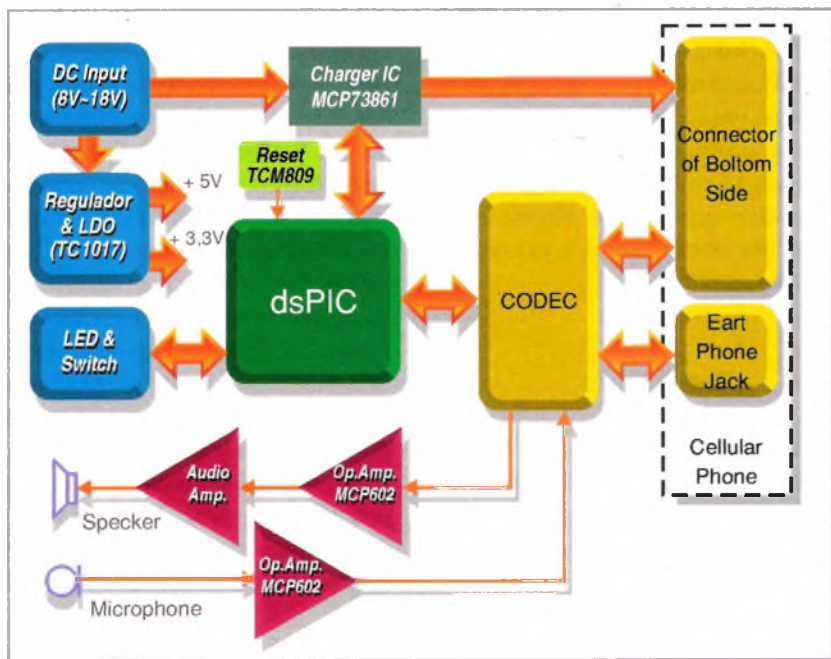 DC Input
(8V~18V)
Charger IC
MCP73861
Reset
TCM809
+ 5V
Regulador
& LDO
(TC1017)
+ 3,3V
Connector
of Boltom
Side
dsPIC
CODEC
LED &
Switch
Eart
Phone
Jack
Cellular
Phone
Audio
Amp.
Op.Amp.
MCP602
Specker
Op.Amp.
MCP602
Microphone